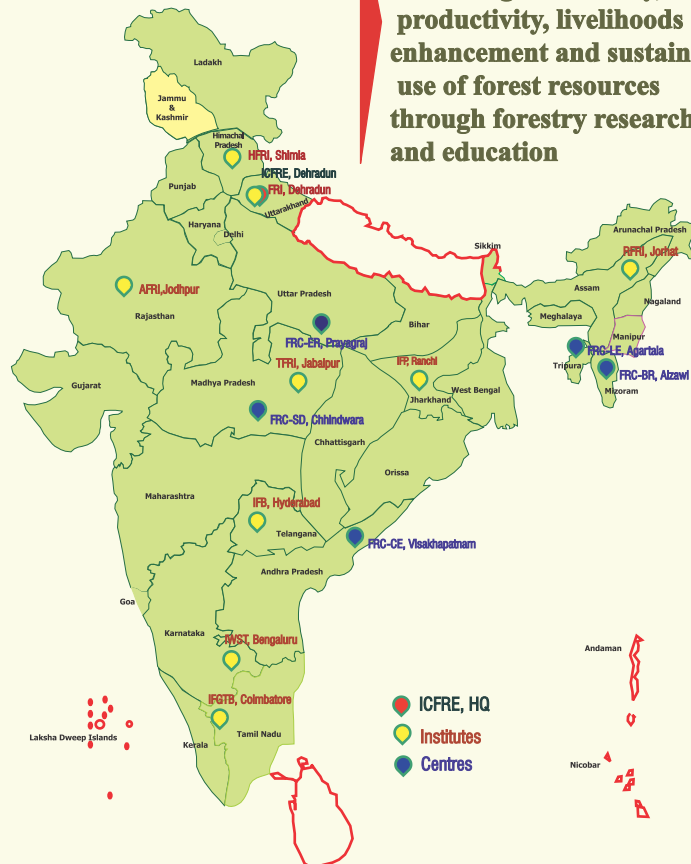 productivity, livelihoods
enhancement and sustain
use of forest resources
through forestry research
and education
Ladakh
Jammu
&
Kashmir
Himachal
Pradesh
HFRI, Shimla
ICFRE, Dehradun
FRI, Dehradun
Uttarakhand
Punjab
Haryana
Delhi
Sikkim
Arunachal Pradesh
RFRI, Jorhat
Assam
Nagaland
Meghalaya
Manipur
FRC-LE, Agartala
Tripura
FRC-BR, Aizawl
Mizoram
AFRI,Jodhpur
Rajasthan
Uttar Pradesh
Bihar
FRC-ER, Prayagraj
TFRI, Jabalpur
IFP, Ranchi
Gujarat
Madhya Pradesh
Jharkhand
West Bengal
FRC-SD, Chhindwara
Chhattisgarh
Orissa
Maharashtra
IFB, Hyderabad
Telangana
FRC-CE, Visakhapatnam
Andhra Pradesh
Goa
Karnataka
IWST, Bengaluru
IFGTB, Coimbatore
Tamil Nadu
Kerala
Laksha Dweep Islands
Andaman
Nicobar
ICFRE, HQ
Institutes
Centres